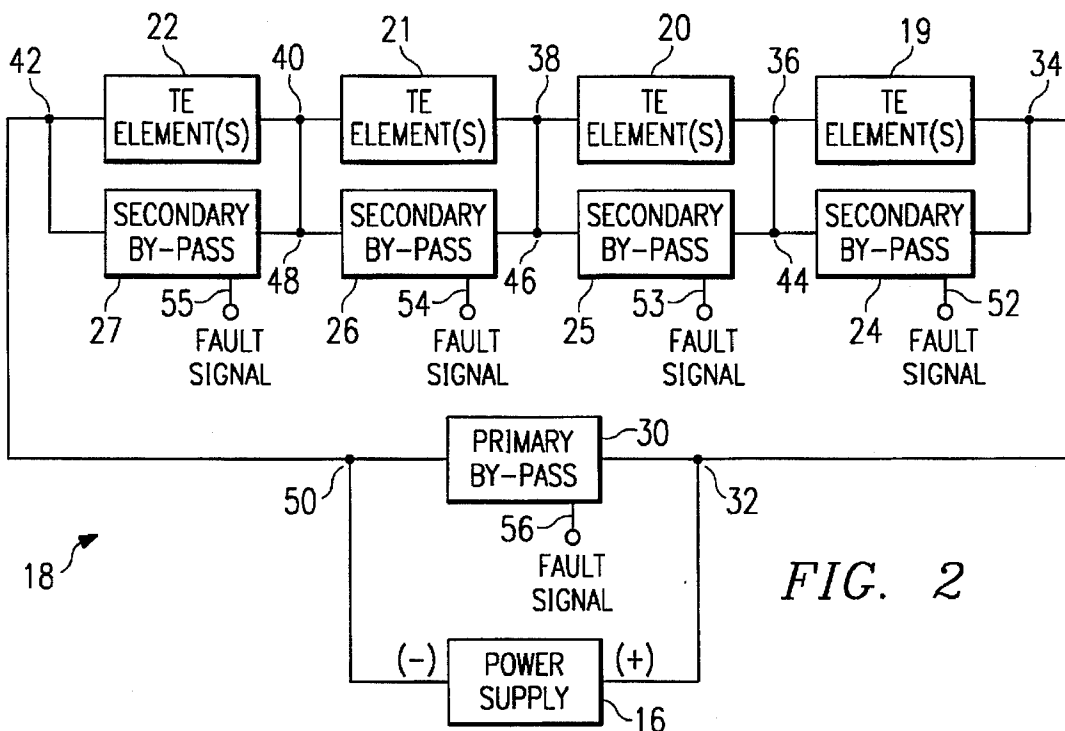 22 21 20 19
42 40 38 36 34
TE ELEMENT(S) TE ELEMENT(S) TE ELEMENT(S) TE ELEMENT(S)
SECONDARY BY-PASS SECONDARY BY-PASS SECONDARY BY-PASS SECONDARY BY-PASS
27 55 48 26 54 46 25 53 44 24 52
FAULT SIGNAL FAULT SIGNAL FAULT SIGNAL FAULT SIGNAL
PRIMARY BY-PASS
30
50 32
56
FAULT SIGNAL
18
FIG. 2
(-) POWER SUPPLY (+)
16